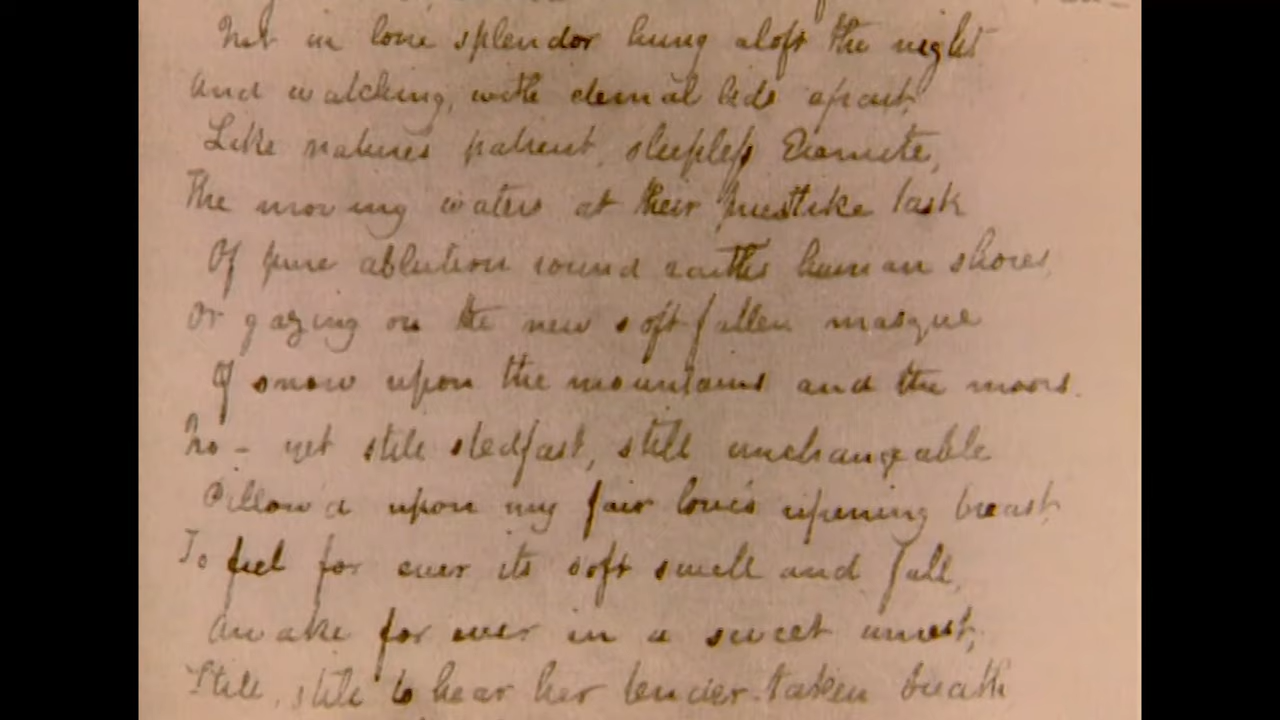 Not in lone splendor hung aloft the night
And watching, with eternal lids apart,
Like natures patient, sleepless Eremite,
The moving waters at their priestlike task
Of pure ablution round earth's human shores,
Or gazing on the new soft fallen masque
Of snow upon the mountains and the moors.
No - yet still stedfast, still unchangeable
Pillow'd upon my fair love's ripening breast
To feel for ever its soft swell and fall,
Awake for ever in a sweet unrest,
Still, still to hear her tender-taken breath